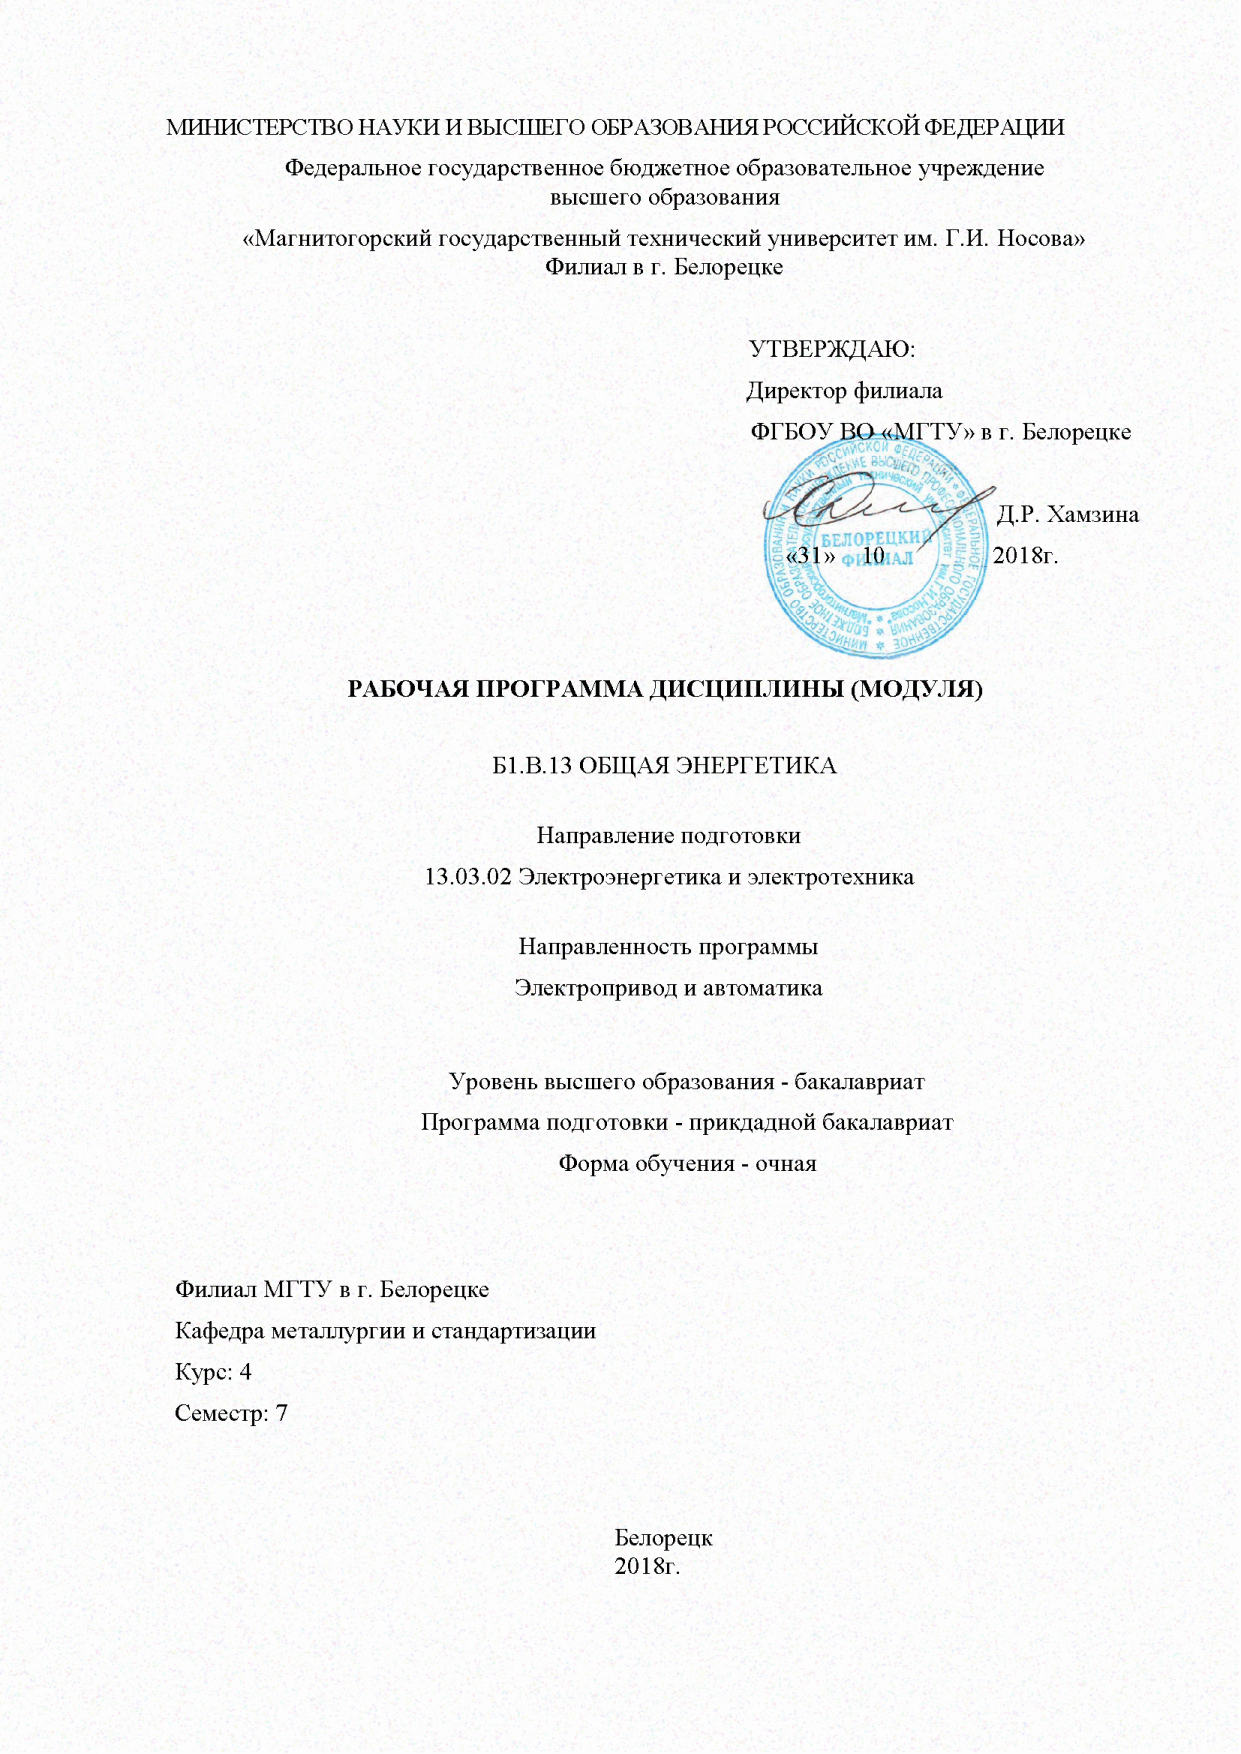 МИНИСТЕРСТВО НАУКИ И ВЫСШЕГО ОБРАЗОВАНИЯ РОССИЙСКОЙ ФЕДЕРАЦИИ
Федеральное государственное бюджетное образовательное учреждение
высшего образования
«Магнитогорский государственный технический университет им. Г.И. Носова»
Филиал в г. Белорецке
УТВЕРЖДАЮ:
Директор филиала
ФГБОУ ВО «МГТУ» в г. Белорецке
Д.Р. Хамзина
«31» 10 2018г.
БЕЛОРЕЦКИЙ
ФИЛИАЛ
РАБОЧАЯ ПРОГРАММА ДИСЦИПЛИНЫ (МОДУЛЯ)
Б1.В.13 ОБЩАЯ ЭНЕРГЕТИКА
Направление подготовки
13.03.02 Электроэнергетика и электротехника
Направленность программы
Электропривод и автоматика
Уровень высшего образования - бакалавриат
Программа подготовки - прикдадной бакалавриат
Форма обучения - очная
Филиал МГТУ в г. Белорецке
Кафедра металлургии и стандартизации
Курс: 4
Семестр: 7
Белорецк
2018г.